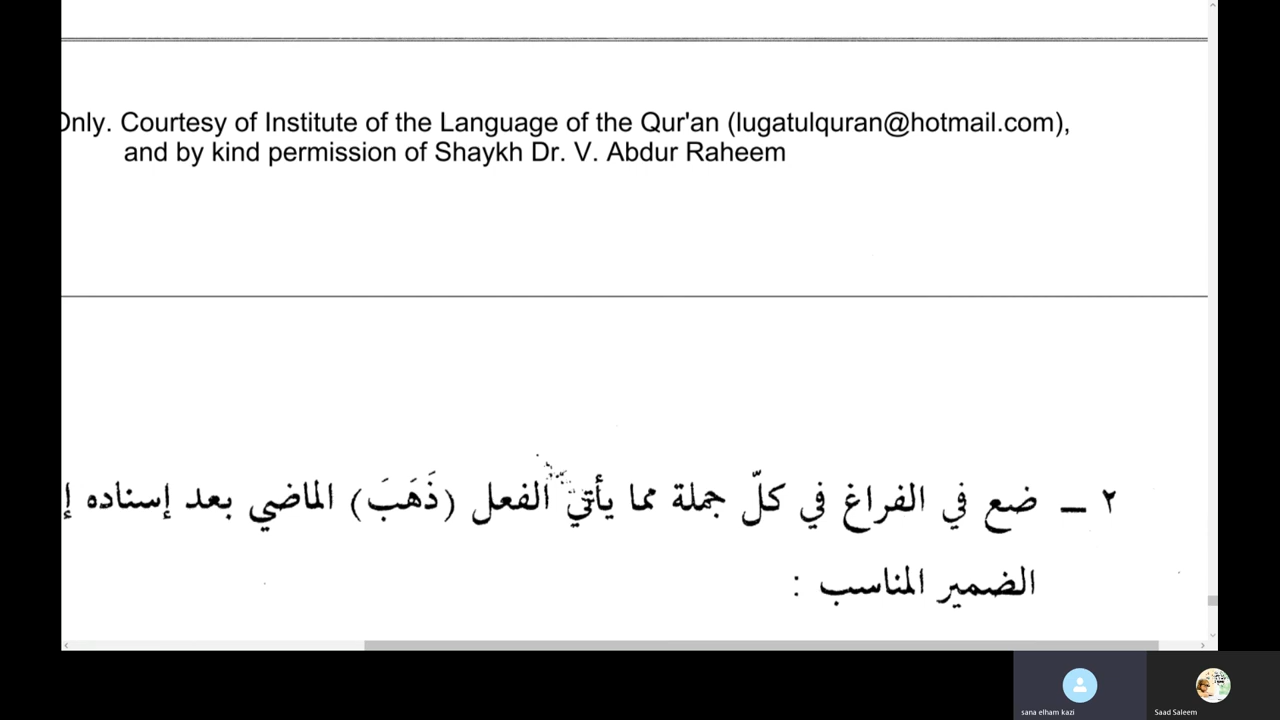 Only. Courtesy of Institute of the Language of the Qur'an (lugatulquran@hotmail.com),
and by kind permission of Shaykh Dr. V. Abdur Raheem
٢ ــ ضع في الفراغ في كلّ جملة مما يأتي الفعل (ذَهَبَ) الماضي بعد إسناده إ
الضمير المناسب :
sana elham kazi
Saad Saleem